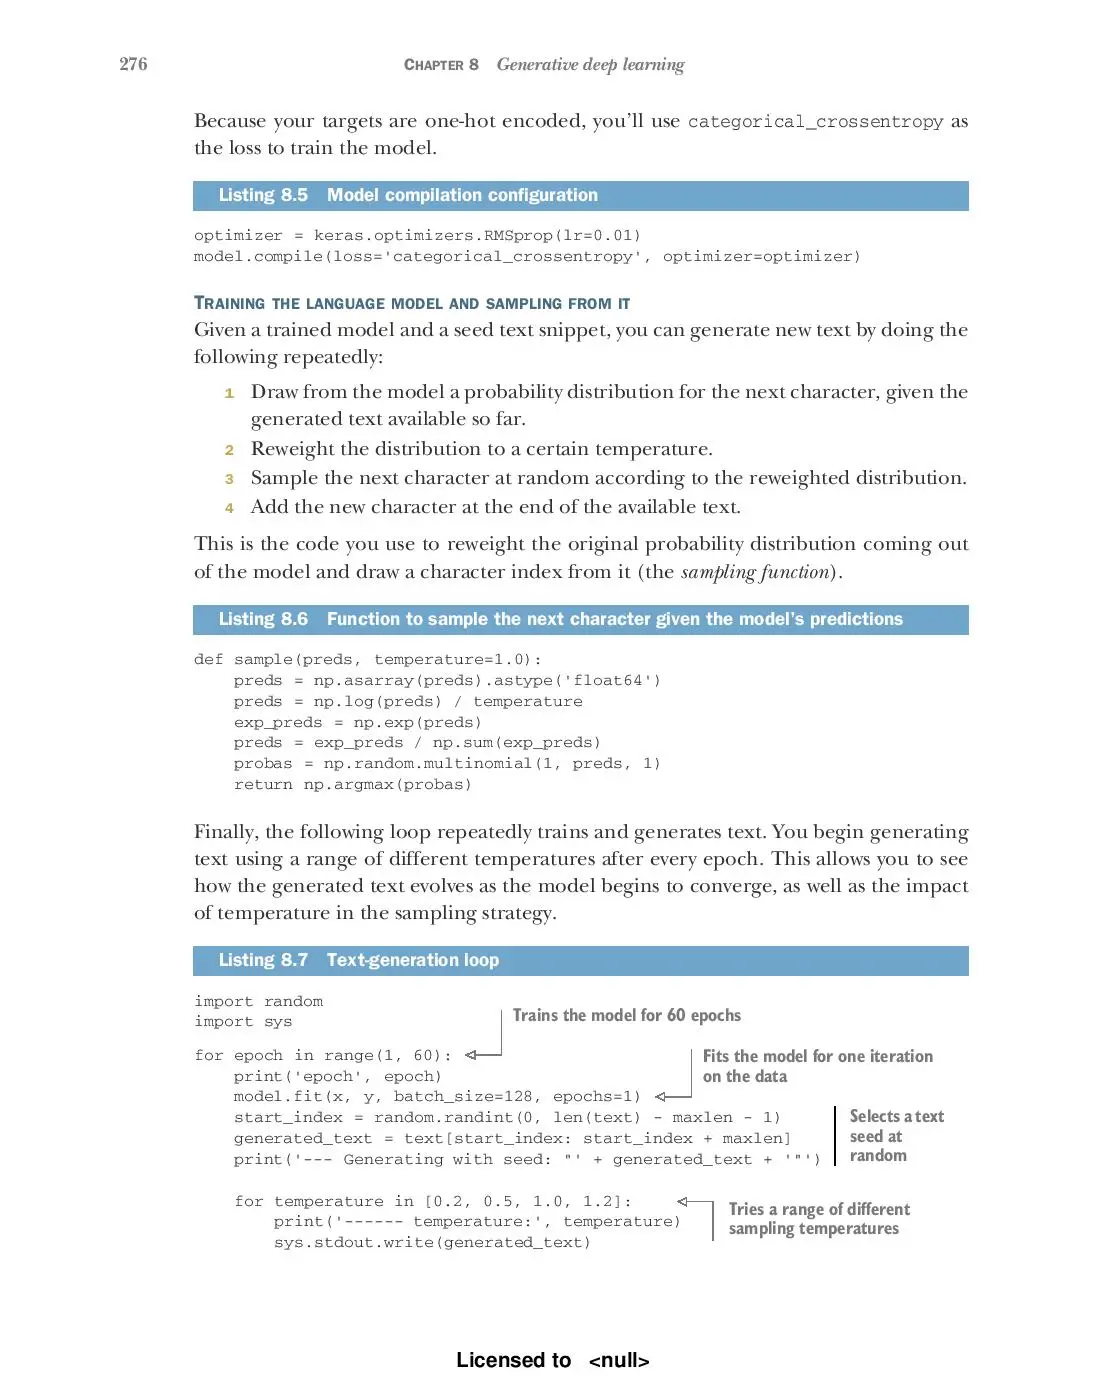 276
CHAPTER 8 Generative deep learning
Because your targets are one-hot encoded, you’ll use categorical_crossentropy as
the loss to train the model.
Listing 8.5 Model compilation configuration
optimizer = keras.optimizers.RMSprop(lr=0.01)
model.compile(loss='categorical_crossentropy', optimizer=optimizer)
TRAINING THE LANGUAGE MODEL AND SAMPLING FROM IT
Given a trained model and a seed text snippet, you can generate new text by doing the
following repeatedly:
1 Draw from the model a probability distribution for the next character, given the
generated text available so far.
2 Reweight the distribution to a certain temperature.
3 Sample the next character at random according to the reweighted distribution.
4 Add the new character at the end of the available text.
This is the code you use to reweight the original probability distribution coming out
of the model and draw a character index from it (the sampling function).
Listing 8.6 Function to sample the next character given the model’s predictions
def sample(preds, temperature=1.0):
    preds = np.asarray(preds).astype('float64')
    preds = np.log(preds) / temperature
    exp_preds = np.exp(preds)
    preds = exp_preds / np.sum(exp_preds)
    probas = np.random.multinomial(1, preds, 1)
    return np.argmax(probas)
Finally, the following loop repeatedly trains and generates text. You begin generating
text using a range of different temperatures after every epoch. This allows you to see
how the generated text evolves as the model begins to converge, as well as the impact
of temperature in the sampling strategy.
Listing 8.7 Text-generation loop
import random
import sys
Trains the model for 60 epochs
for epoch in range(1, 60):
    print('epoch', epoch)
    model.fit(x, y, batch_size=128, epochs=1)
Fits the model for one iteration
on the data
    start_index = random.randint(0, len(text) - maxlen - 1)
    generated_text = text[start_index: start_index + maxlen]
    print('--- Generating with seed: "' + generated_text + '"')
Selects a text
seed at
random
    for temperature in [0.2, 0.5, 1.0, 1.2]:
        print('------ temperature:', temperature)
        sys.stdout.write(generated_text)
Tries a range of different
sampling temperatures
Licensed to <null>